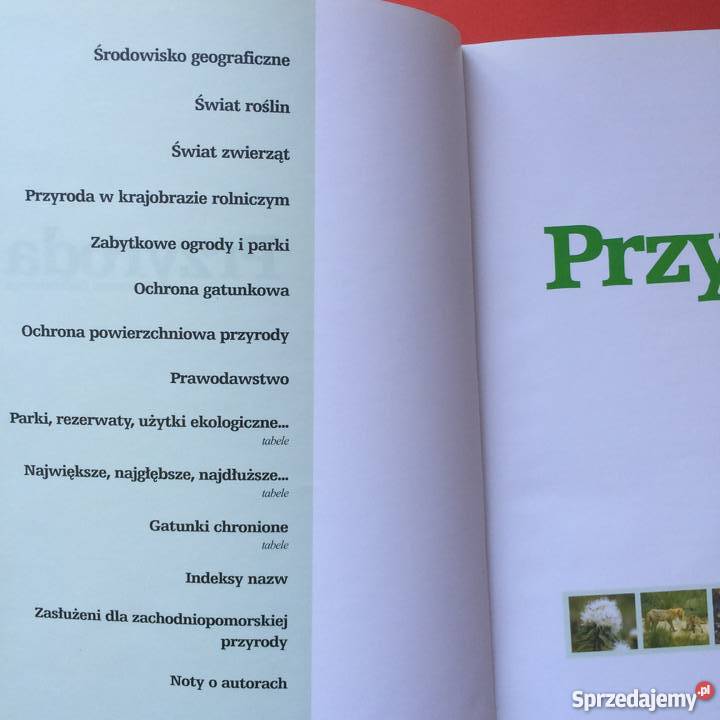 Środowisko geograficzne
Świat roślin
Świat zwierząt
Przyroda w krajobrazie rolniczym
Zabytkowe ogrody i parki
Ochrona gatunkowa
Ochrona powierzchniowa przyrody
Prawodawstwo
Parki, rezerwaty, użytki ekologiczne...
tabele
Największe, najgłębsze, najdłuższe...
tabele
Gatunki chronione
tabele
Indeksy nazw
Zasłużeni dla zachodniopomorskiej
przyrody
Noty o autorach
Przy
Sprzedajemy.pl